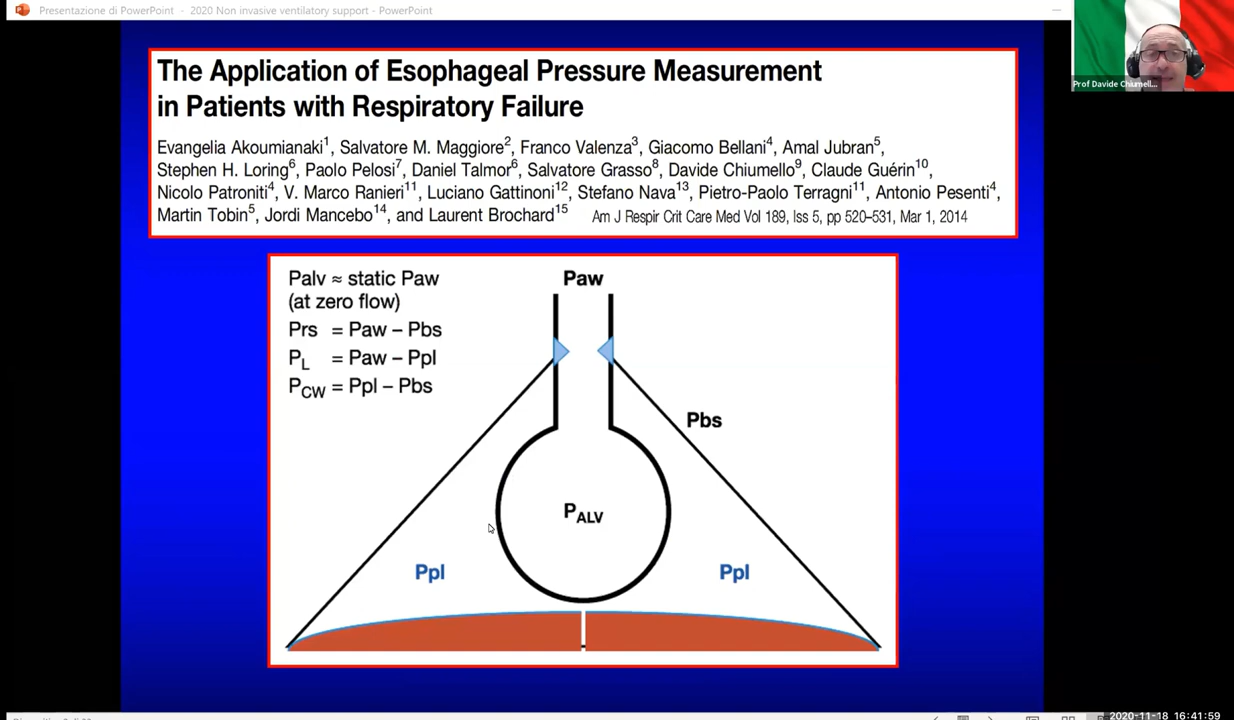 Presentazione di PowerPoint - 2020 Non invasive ventilatory support - PowerPoint
Prof Davide Chiumell...
The Application of Esophageal Pressure Measurement
in Patients with Respiratory Failure
Evangelia Akoumianaki1, Salvatore M. Maggiore2, Franco Valenza3, Giacomo Bellani4, Amal Jubran5,
Stephen H. Loring6, Paolo Pelosi7, Daniel Talmor6, Salvatore Grasso8, Davide Chiumello9, Claude Guérin10,
Nicolo Patroniti4, V. Marco Ranieri11, Luciano Gattinoni12, Stefano Nava13, Pietro-Paolo Terragni11, Antonio Pesenti4,
Martin Tobin5, Jordi Mancebo14, and Laurent Brochard15 Am J Respir Crit Care Med Vol 189, Iss 5, pp 520–531, Mar 1, 2014
Palv ≈ static Paw
(at zero flow)
Prs = Paw – Pbs
PL = Paw – Ppl
PCW = Ppl – Pbs
Paw
Pbs
PALV
Ppl
Ppl
2020-11-18 16:41:59